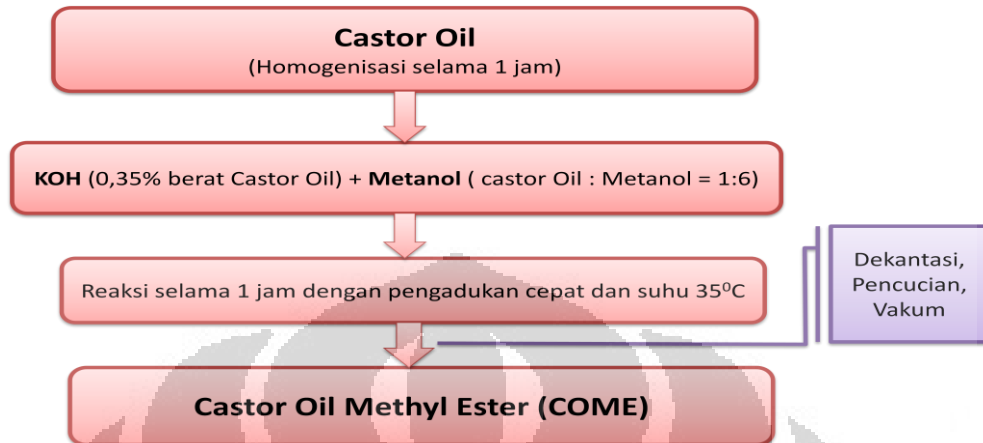 Castor Oil
(Homogenisasi selama 1 jam)
KOH (0,35% berat Castor Oil) + Metanol ( castor Oil : Metanol = 1:6)
Reaksi selama 1 jam dengan pengadukan cepat dan suhu 35⁰C
Dekantasi,
Pencucian,
Vakum
Castor Oil Methyl Ester (COME)